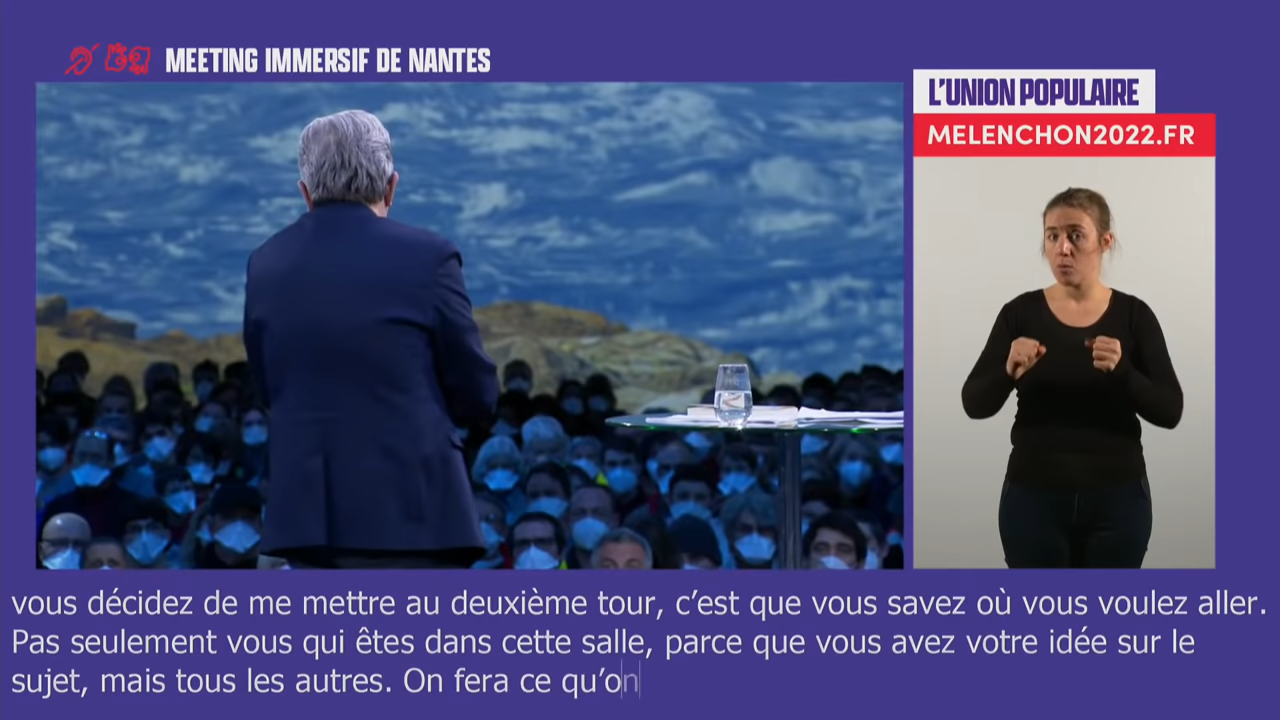 MEETING IMMERSIF DE NANTES
L'UNION POPULAIRE
MELENCHON2022.FR
vous décidez de me mettre au deuxième tour, c’est que vous savez où vous voulez aller.
Pas seulement vous qui êtes dans cette salle, parce que vous avez votre idée sur le
sujet, mais tous les autres. On fera ce qu’on